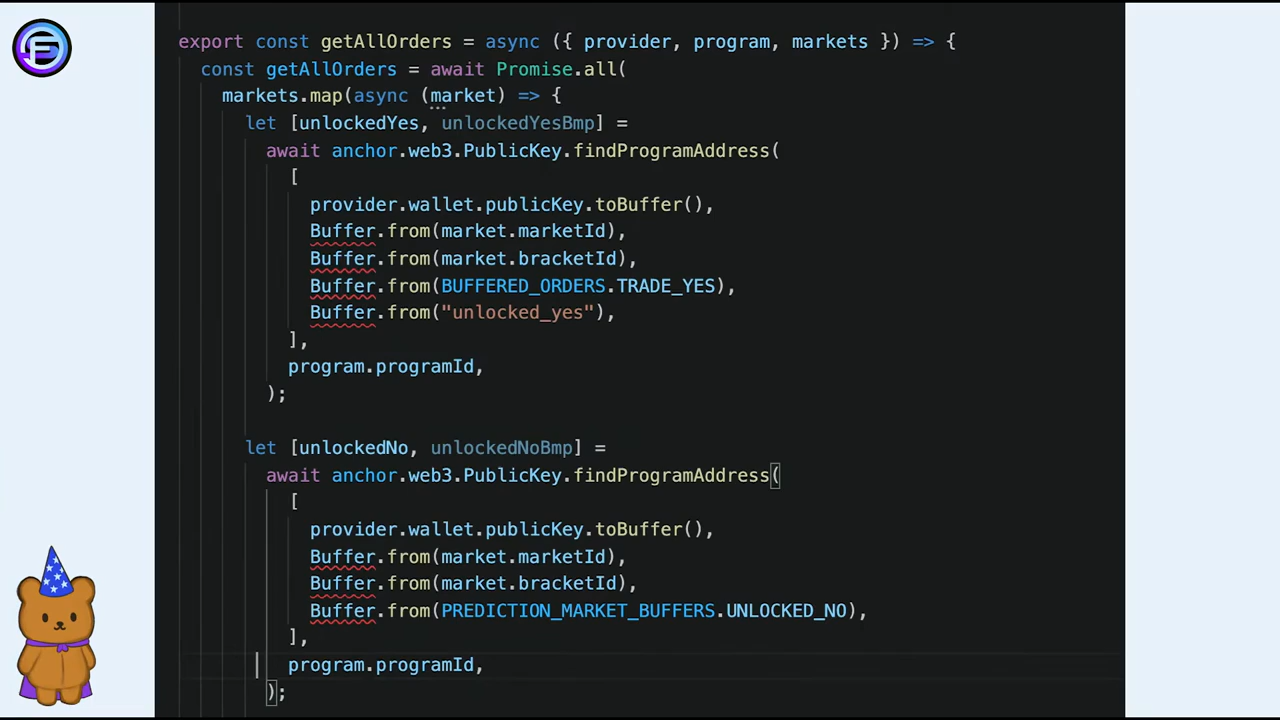 export const getAllOrders = async ({ provider, program, markets }) => {
const getAllOrders = await Promise.all(
markets.map(async (market) => {
let [unlockedYes, unlockedYesBmp] =
await anchor.web3.PublicKey.findProgramAddress(
[
provider.wallet.publicKey.toBuffer(),
Buffer.from(market.marketId),
Buffer.from(market.bracketId),
Buffer.from(BUFFERED_ORDERS.TRADE_YES),
Buffer.from("unlocked_yes"),
],
program.programId,
);
let [unlockedNo, unlockedNoBmp] =
await anchor.web3.PublicKey.findProgramAddress(
[
provider.wallet.publicKey.toBuffer(),
Buffer.from(market.marketId),
Buffer.from(market.bracketId),
Buffer.from(PREDICTION_MARKET_BUFFERS.UNLOCKED_NO),
],
program.programId,
);